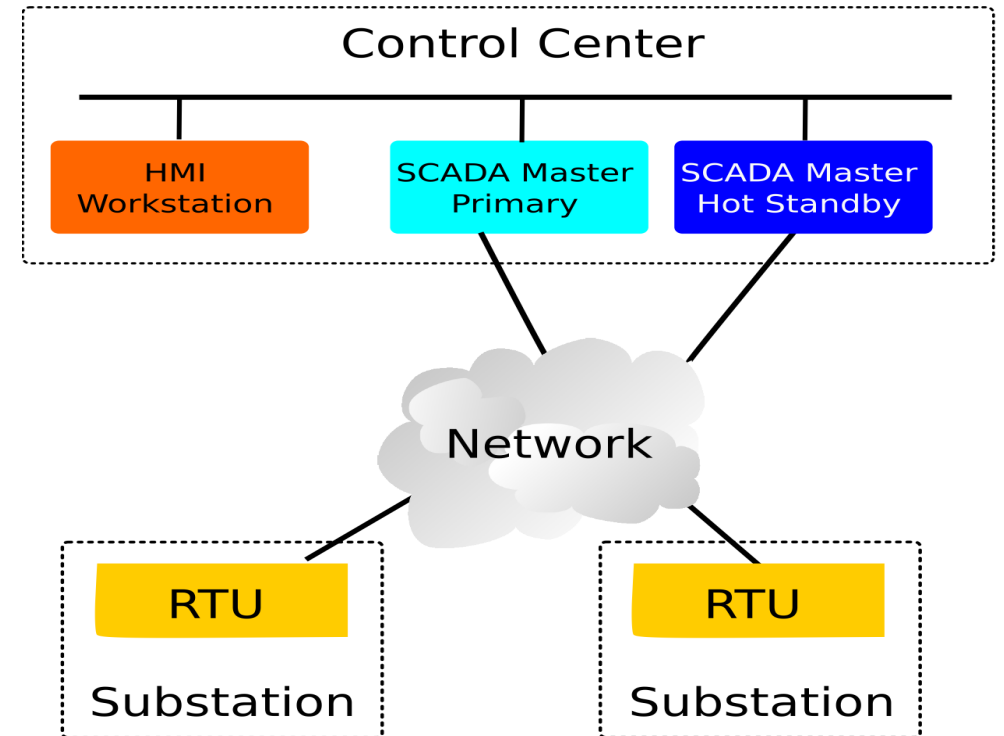 Control Center
HMI
Workstation
SCADA Master
Primary
SCADA Master
Hot Standby
Network
RTU
Substation
RTU
Substation